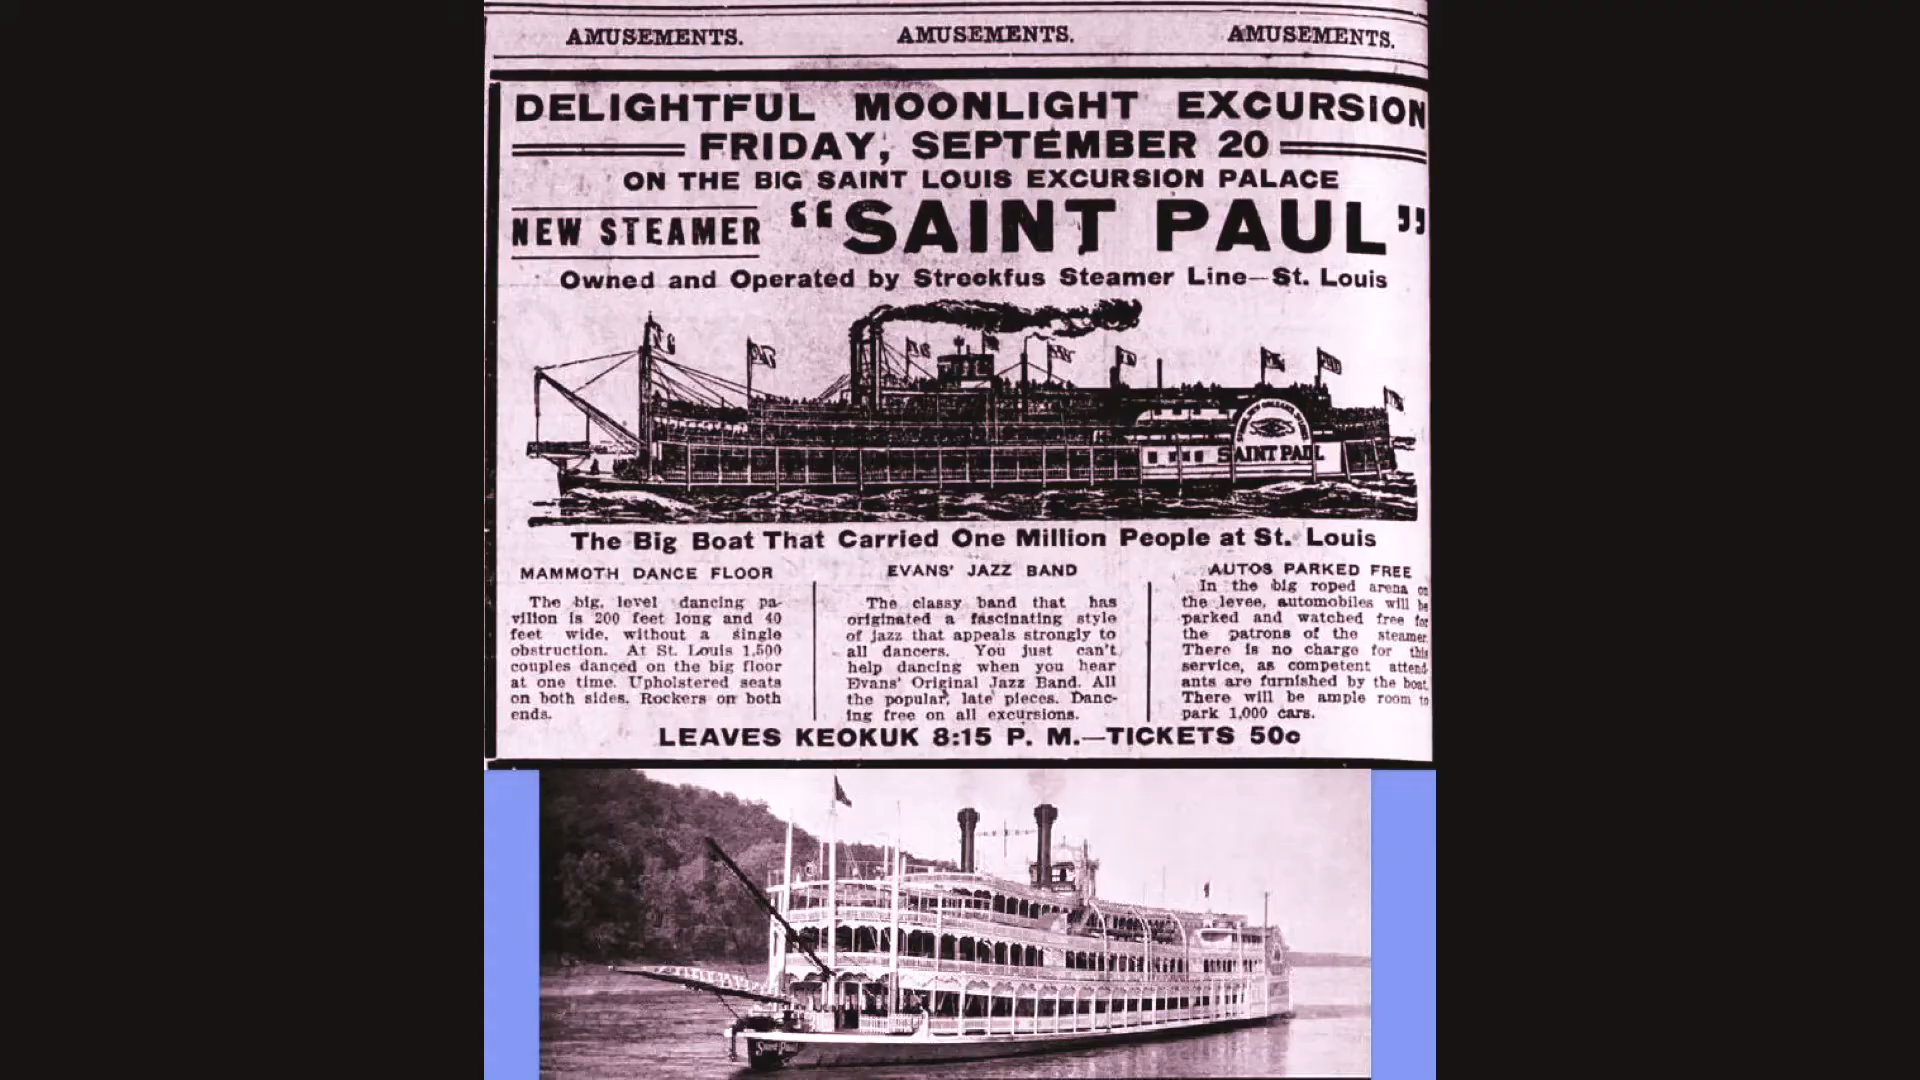 AMUSEMENTS. AMUSEMENTS. AMUSEMENTS.
DELIGHTFUL MOONLIGHT EXCURSION
FRIDAY, SEPTEMBER 20
ON THE BIG SAINT LOUIS EXCURSION PALACE
NEW STEAMER "SAINT PAUL"
Owned and Operated by Streckfus Steamer Line—St. Louis
SAINT PAUL
The Big Boat That Carried One Million People at St. Louis
MAMMOTH DANCE FLOOR
The big, level dancing pa-
vilion is 200 feet long and 40
feet wide, without a single
obstruction. At St. Louis 1,500
couples danced on the big floor
at one time. Upholstered seats
on both sides. Rockers on both
ends.
EVANS' JAZZ BAND
The classy band that has
originated a fascinating style
of jazz that appeals strongly to
all dancers. You just can't
help dancing when you hear
Evans' Original Jazz Band. All
the popular, late pieces. Danc-
ing free on all excursions.
AUTOS PARKED FREE
In the big roped arena on
the levee, automobiles will be
parked and watched free for
the patrons of the steamer.
There is no charge for this
service, as competent attend-
ants are furnished by the boat.
There will be ample room to
park 1,000 cars.
LEAVES KEOKUK 8:15 P. M.—TICKETS 50c
Saint Paul